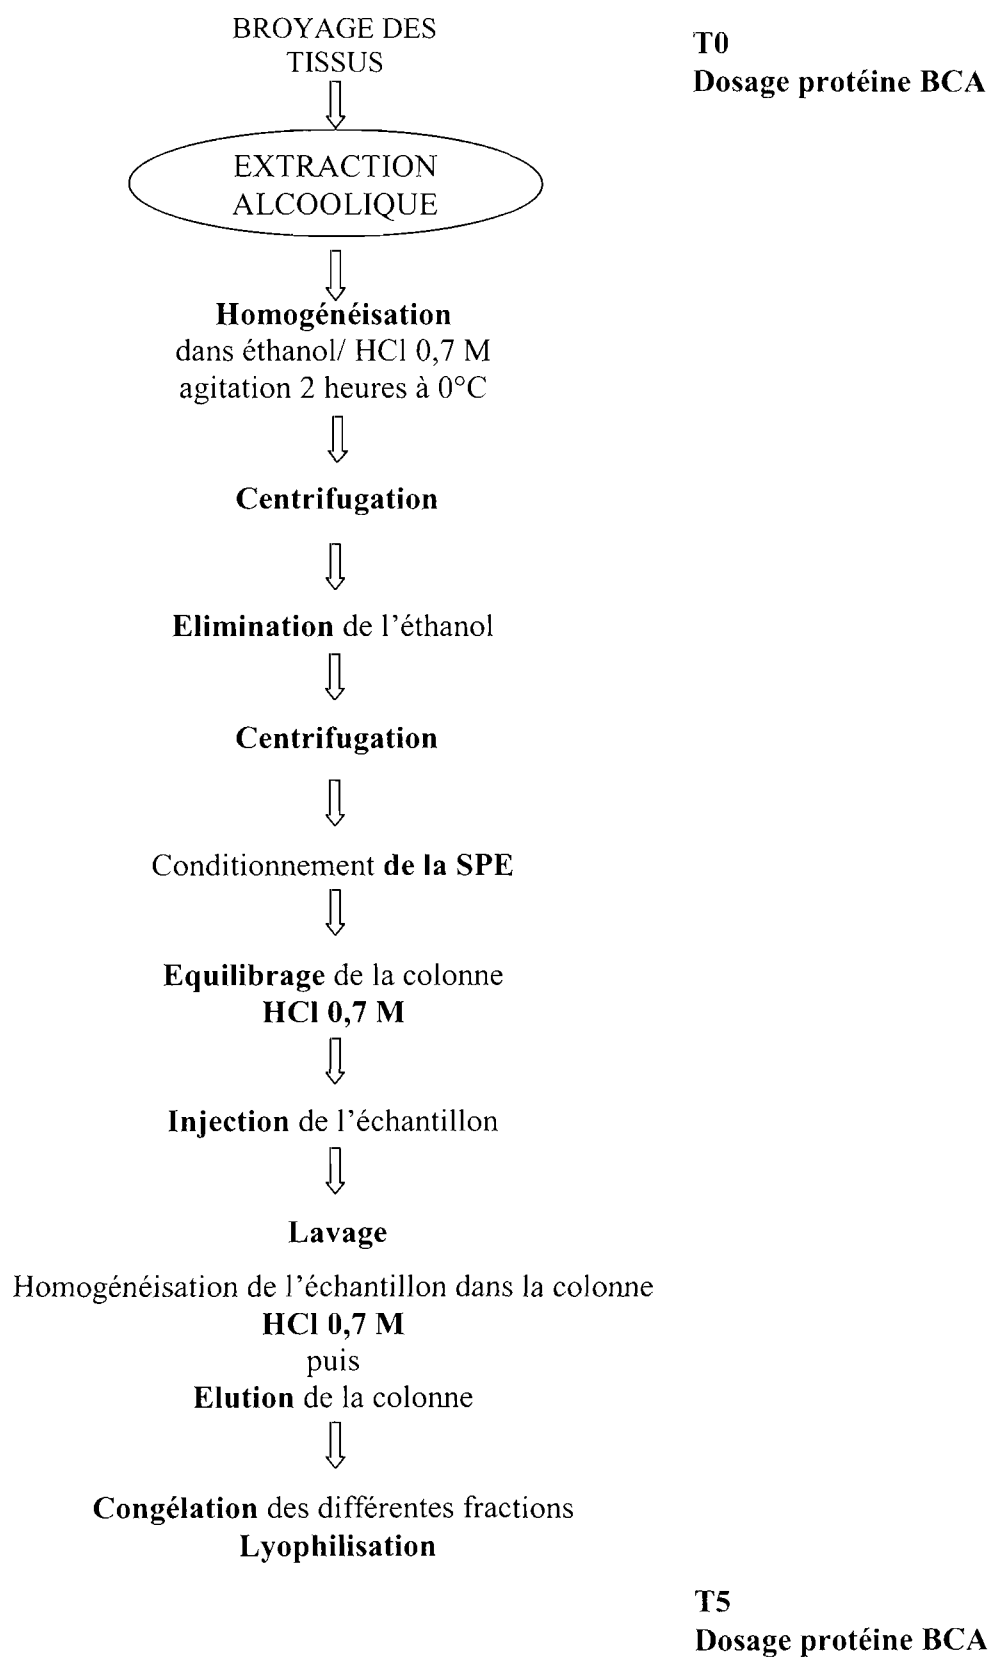 BROYAGE DES
TISSUS
T0
Dosage protéine BCA
EXTRACTION
ALCOOLIQUE
Homogénéisation
dans éthanol/ HCl 0,7 M
agitation 2 heures à 0°C
Centrifugation
Elimination de l'éthanol
Centrifugation
Conditionnement de la SPE
Equilibrage de la colonne
HCl 0,7 M
Injection de l'échantillon
Lavage
Homogénéisation de l'échantillon dans la colonne
HCl 0,7 M
puis
Elution de la colonne
Congélation des différentes fractions
Lyophilisation
T5
Dosage protéine BCA